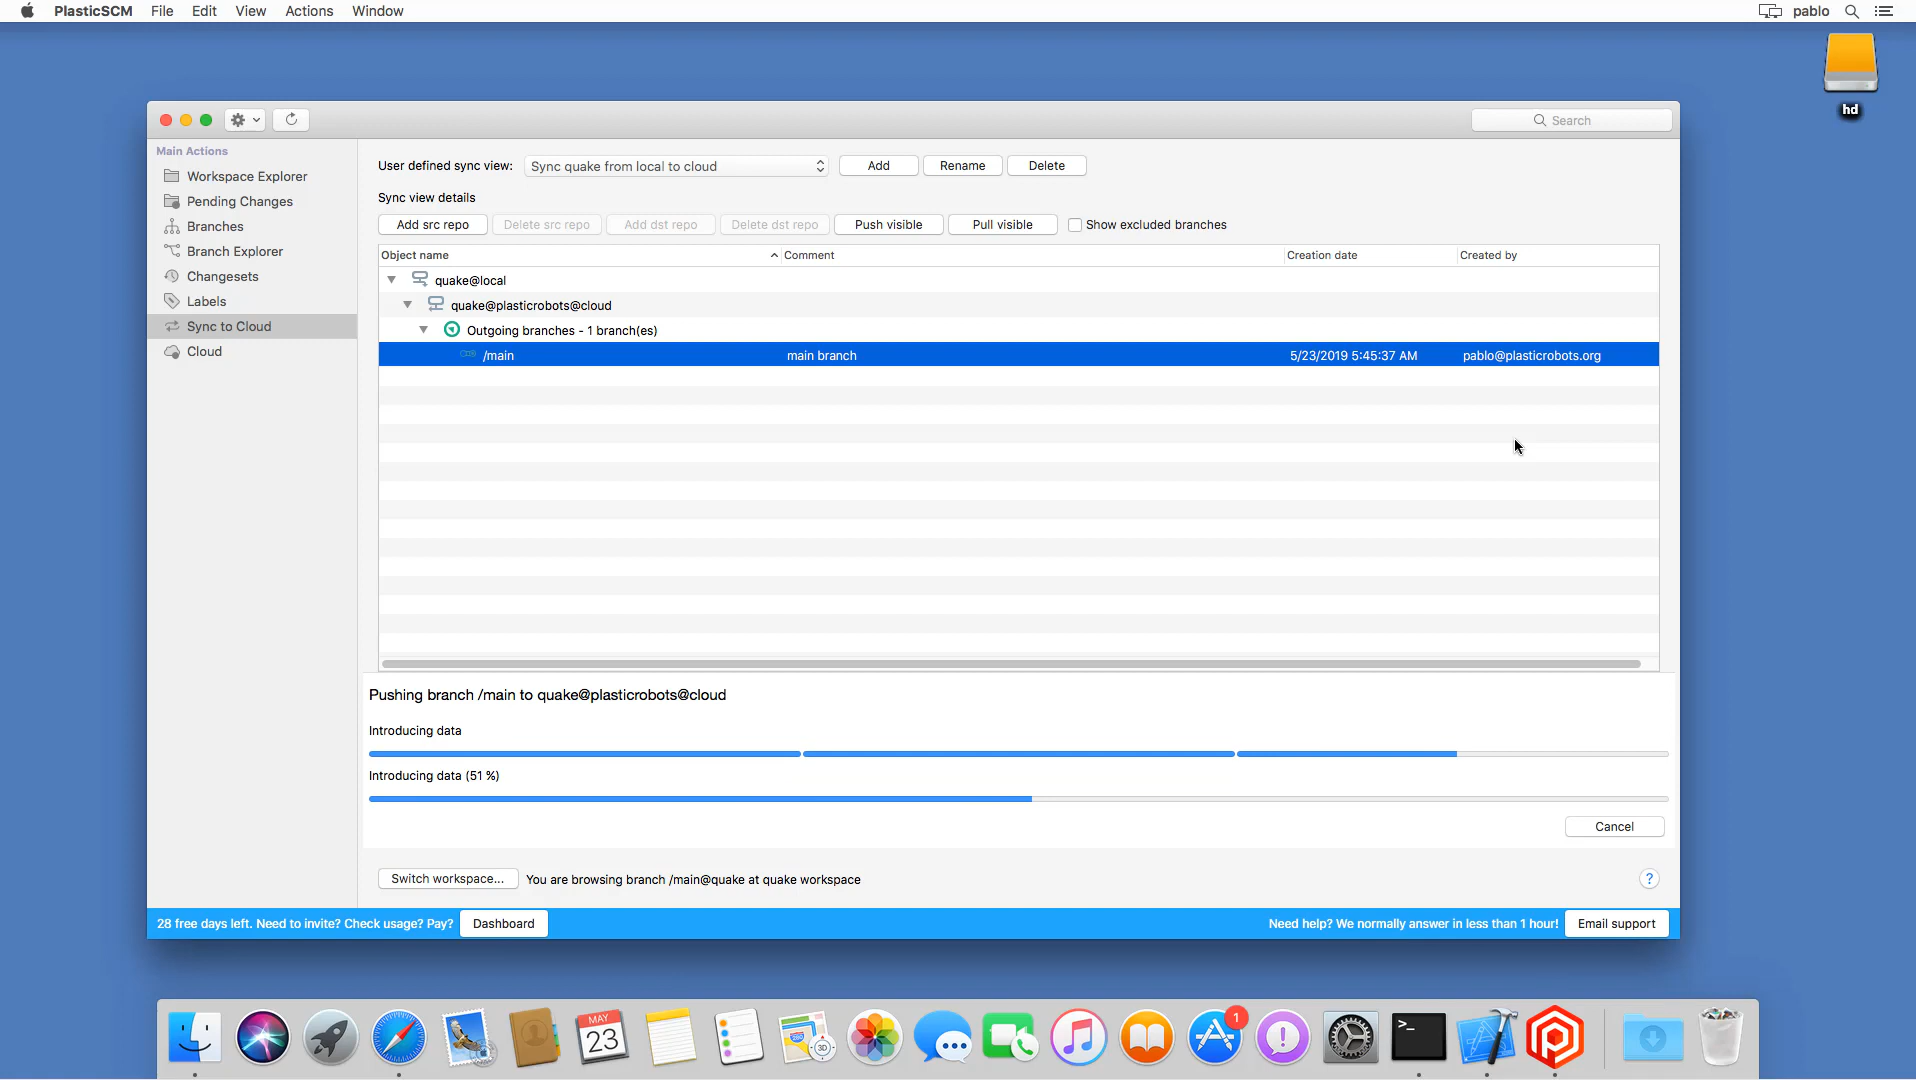 PlasticSCM File Edit View Actions Window pablo
hd
Search
Main Actions
Workspace Explorer
Pending Changes
Branches
Branch Explorer
Changesets
Labels
Sync to Cloud
Cloud
User defined sync view: Sync quake from local to cloud Add Rename Delete
Sync view details
Add src repo Delete src repo Add dst repo Delete dst repo Push visible Pull visible Show excluded branches
Object name Comment Creation date Created by
quake@local
quake@plasticrobots@cloud
Outgoing branches - 1 branch(es)
/main main branch 5/23/2019 5:45:37 AM pablo@plasticrobots.org
Pushing branch /main to quake@plasticrobots@cloud
Introducing data
Introducing data (51 %)
Cancel
Switch workspace... You are browsing branch /main@quake at quake workspace ?
28 free days left. Need to invite? Check usage? Pay? Dashboard Need help? We normally answer in less than 1 hour! Email support
MAY
23
280
3D
1
>_